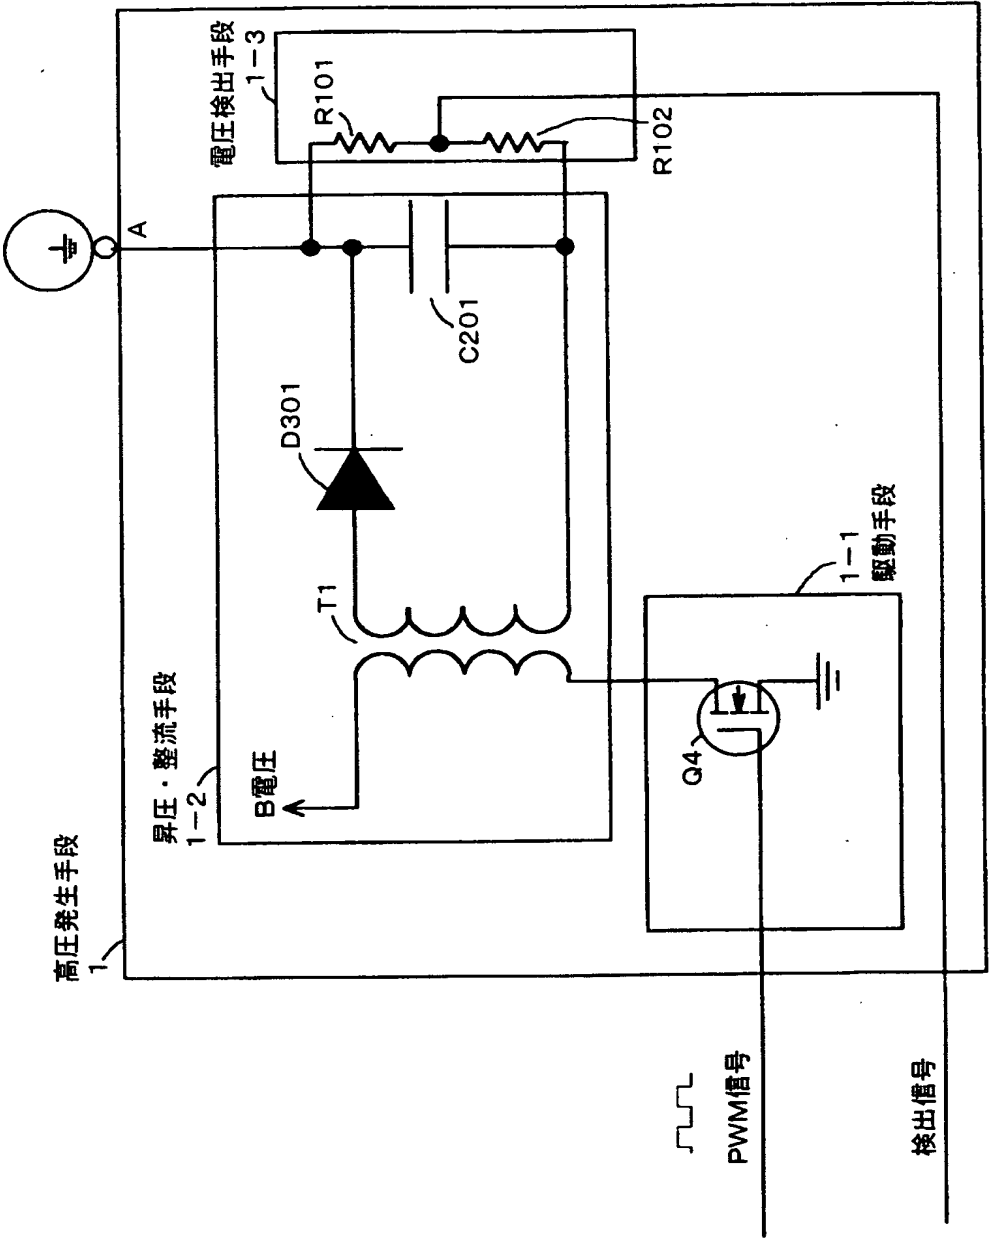 高圧発生手段
1
昇圧・整流手段
1-2
B電圧
T1
D301
C201
A
電圧検出手段
1-3
R101
R102
1-1
駆動手段
Q4
PWM信号
検出信号